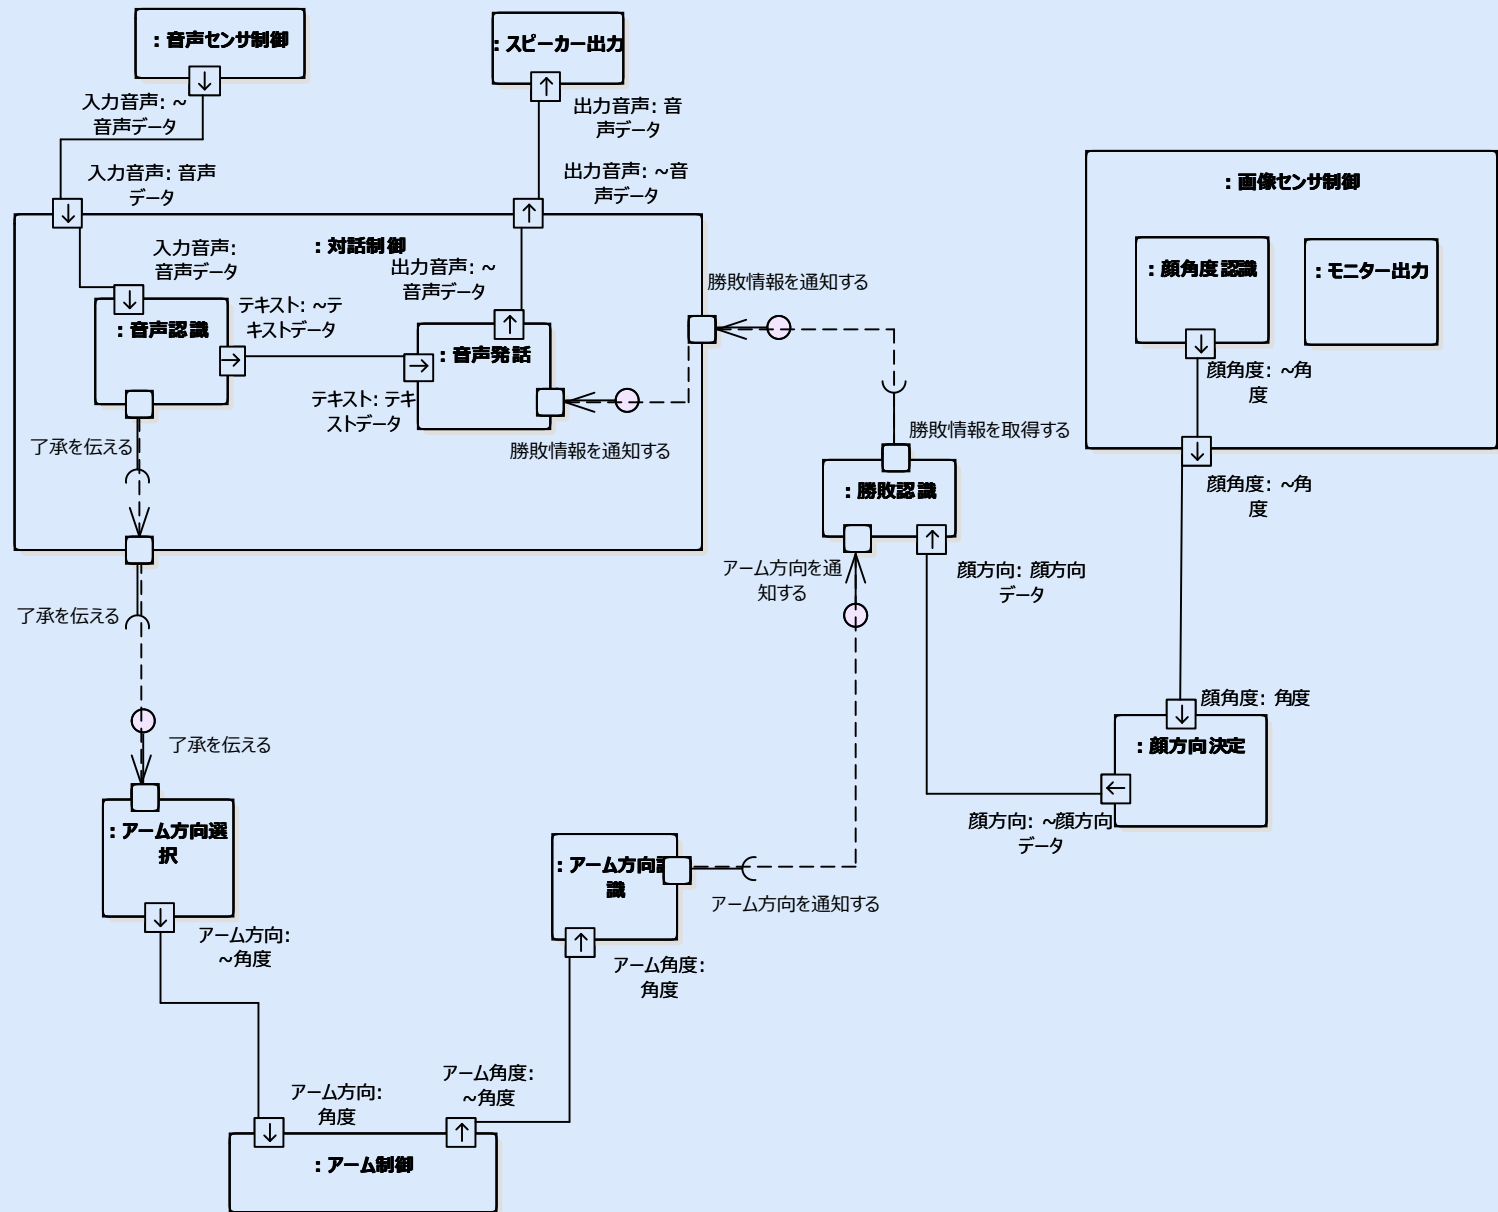 : 音声センサ制御
: スピーカー出力
入力音声: ~
音声データ
出力音声: 音
声データ
入力音声: 音声
データ
出力音声: ~音
声データ
: 画像センサ制御
: 対話制御
入力音声:
音声データ
出力音声: ~
音声データ
: 顔角度認識
: モニター出力
勝敗情報を通知する
: 音声認識
テキスト: ~テ
キストデータ
: 音声発話
顔角度: ~角
度
テキスト: テキ
ストデータ
了承を伝える
勝敗情報を通知する
勝敗情報を取得する
: 勝敗認識
顔角度: ~角
度
アーム方向を通
知する
顔方向: 顔方向
データ
了承を伝える
顔角度: 角度
: 顔方向決定
了承を伝える
: アーム方向選
択
顔方向: ~顔方向
データ
: アーム方向認
識
アーム方向を通知する
アーム方向:
~角度
アーム角度:
角度
アーム角度:
~角度
アーム方向:
角度
: アーム制御